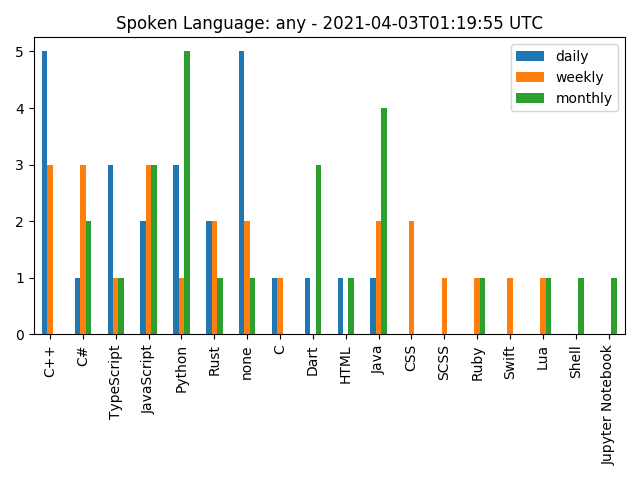 Spoken Language: any - 2021-04-03T01:19:55 UTC
daily
weekly
monthly
5
4
3
2
1
0
C++
C#
TypeScript
JavaScript
Python
Rust
none
C
Dart
HTML
Java
CSS
SCSS
Ruby
Swift
Lua
Shell
Jupyter Notebook